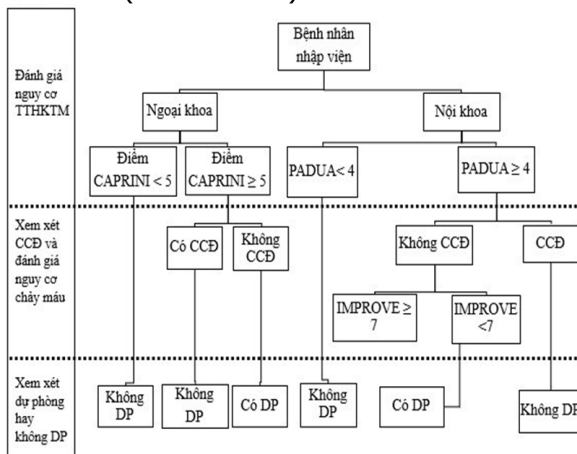 Bệnh nhân
nhập viện
Đánh giá
nguy cơ
TTHKTM
Ngoại khoa
Nội khoa
Điểm
CAPRINI < 5
Điểm
CAPRINI ≥ 5
PADUA< 4
PADUA ≥ 4
Xem xét
CCĐ và
đánh giá
nguy cơ
chảy máu
Có CCĐ
Không
CCĐ
Không CCĐ
CCĐ
IMPROVE ≥
7
IMPROVE
<7
Xem xét
dự phòng
hay
không DP
Không
DP
Không
DP
Có DP
Không
DP
Có DP
Không DP